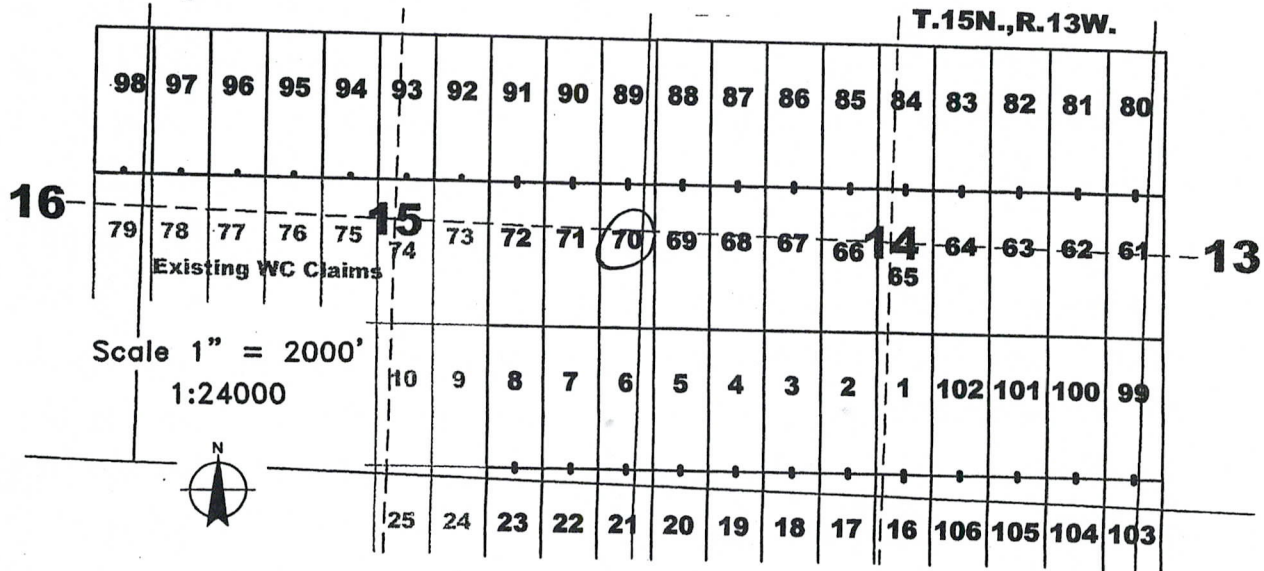 T.15N.,R.13W.
98 97 96 95 94 93 92 91 90 89 88 87 86 85 84 83 82 81 80
16 15 14 13
79 78 77 76 75 74 73 72 71 70 69 68 67 66 65 64 63 62 61
Existing WC Claims
Scale 1" = 2000'
1:24000
10 9 8 7 6 5 4 3 2 1 102 101 100 99
N
25 24 23 22 21 20 19 18 17 16 106 105 104 103